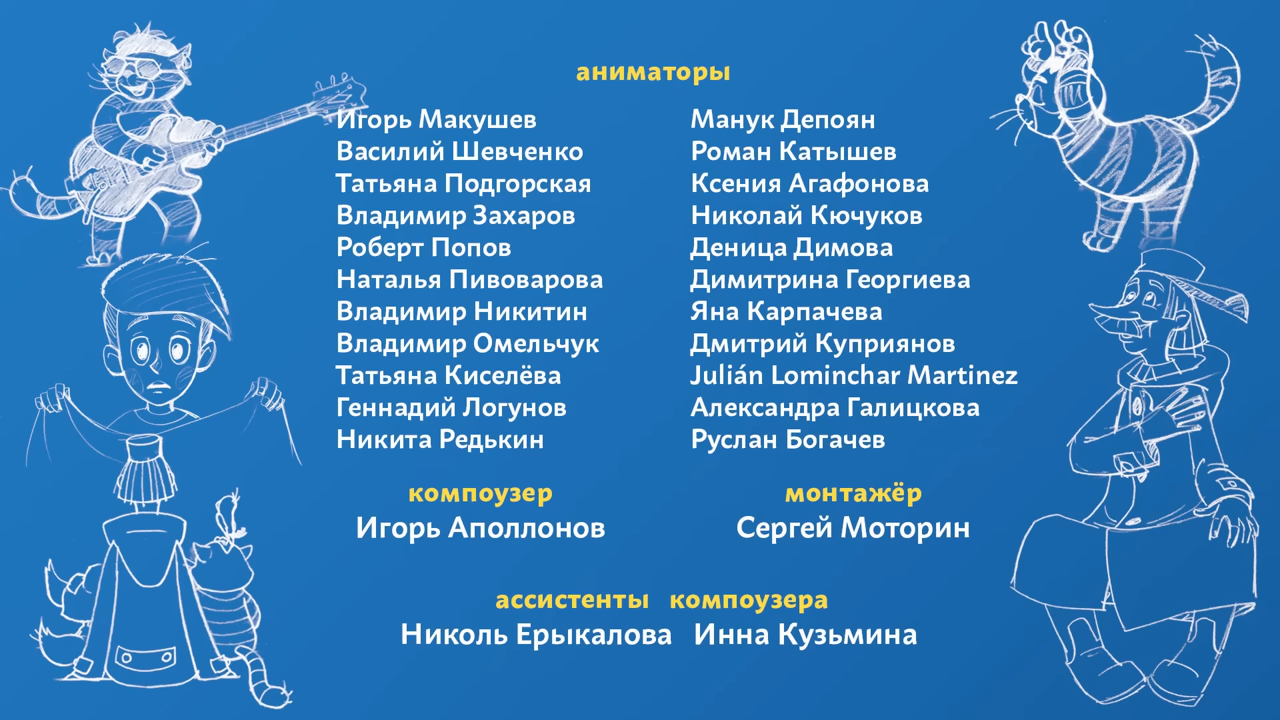 аниматоры
Игорь Макушев
Василий Шевченко
Татьяна Подгорская
Владимир Захаров
Роберт Попов
Наталья Пивоварова
Владимир Никитин
Владимир Омельчук
Татьяна Киселёва
Геннадий Логунов
Никита Редькин
Манук Депоян
Роман Катышев
Ксения Агафонова
Николай Кючуков
Деница Димова
Димитрина Георгиева
Яна Карпачева
Дмитрий Куприянов
Julián Lominchar Martinez
Александра Галицкова
Руслан Богачев
компоузер
Игорь Аполлонов
монтажёр
Сергей Моторин
ассистенты компоузера
Николь Ерыкалова Инна Кузьмина